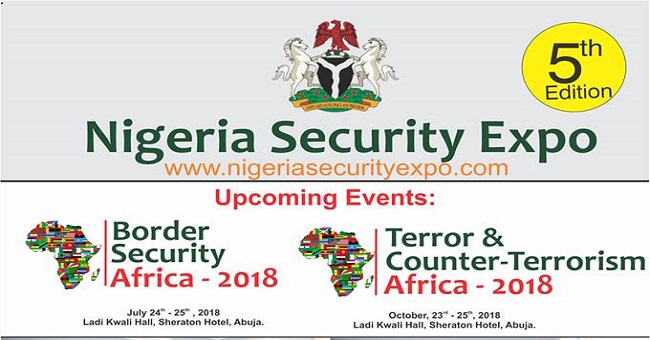 5th
Edition
Nigeria Security Expo
www.nigeriasecurityexpo.com
Upcoming Events:
Border
Security
Africa - 2018
July 24th - 25th , 2018
Ladi Kwali Hall, Sheraton Hotel, Abuja.
Terror &
Counter-Terrorism
Africa - 2018
October, 23rd - 25th, 2018
Ladi Kwali Hall, Sheraton Hotel, Abuja.